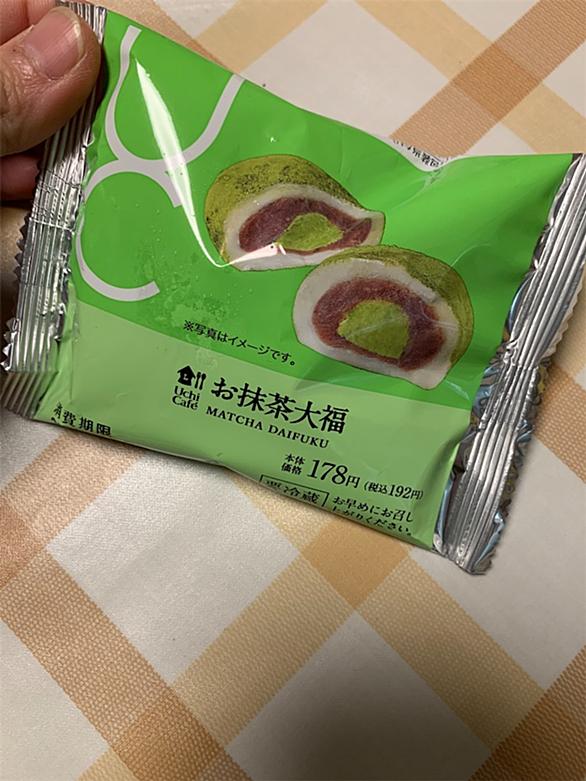 ※写真はイメージです。
Uchi
Café
お抹茶大福
MATCHA DAIFUKU
消費期限
本体
価格
178円 (税込192円)
要冷蔵
お早めにお召し
上がりください。